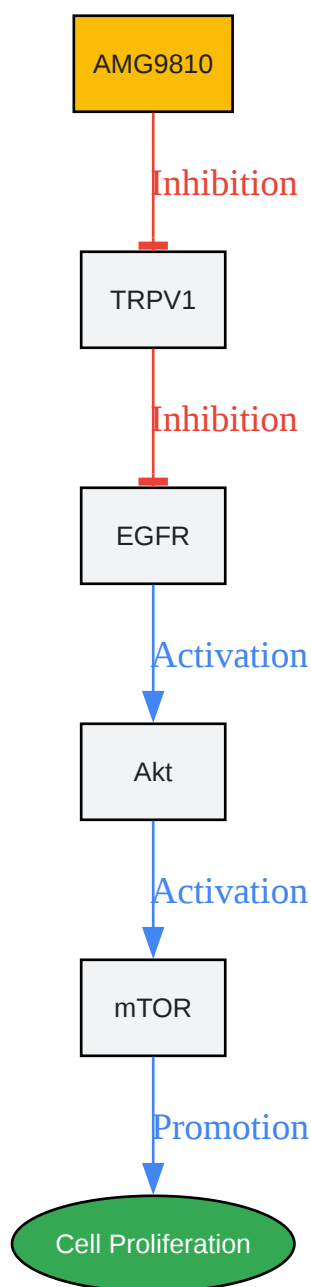 AMG9810
Inhibition
TRPV1
Inhibition
EGFR
Activation
Akt
Activation
mTOR
Promotion
Cell Proliferation